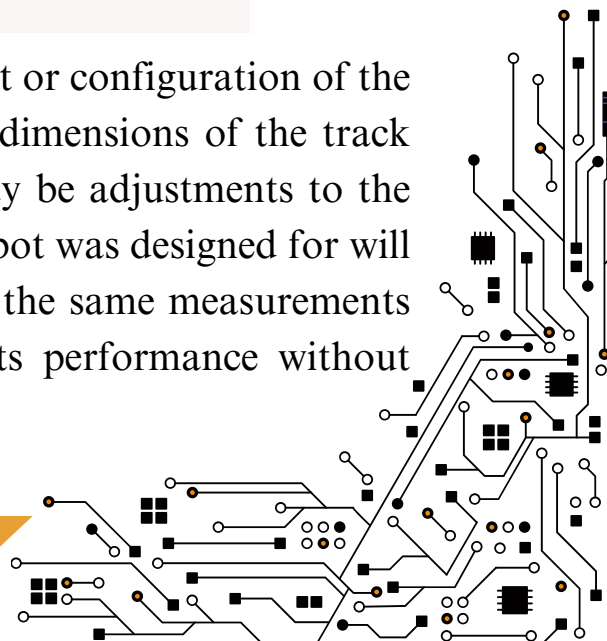 t or configuration of the
dimensions of the track
y be adjustments to the
ot was designed for will
the same measurements
ts performance without